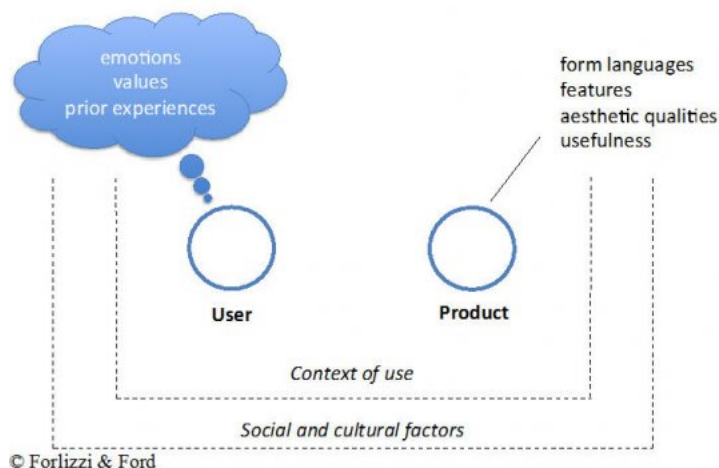 emotions
values
prior experiences
form languages
features
aesthetic qualities
usefulness
User
Product
Context of use
Social and cultural factors
© Forlizzi & Ford